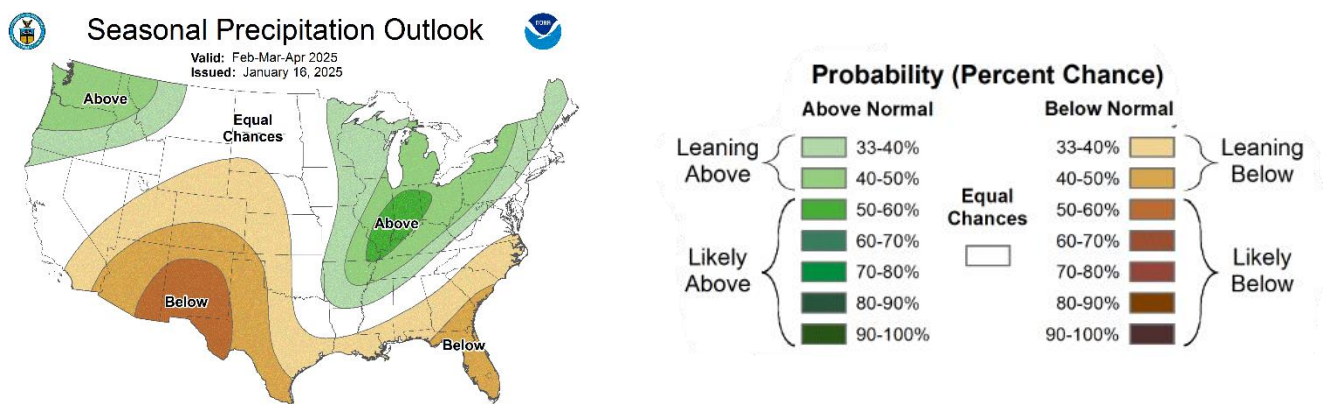 Seasonal Precipitation Outlook
NOAA
Valid: Feb-Mar-Apr 2025
Issued: January 16, 2025
Above
Equal
Chances
Above
Below
Below
Probability (Percent Chance)
Above Normal
Below Normal
Leaning
Above
33-40%
40-50%
Likely
Above
50-60%
60-70%
70-80%
80-90%
90-100%
Equal
Chances
33-40%
40-50%
Leaning
Below
50-60%
60-70%
70-80%
80-90%
90-100%
Likely
Below